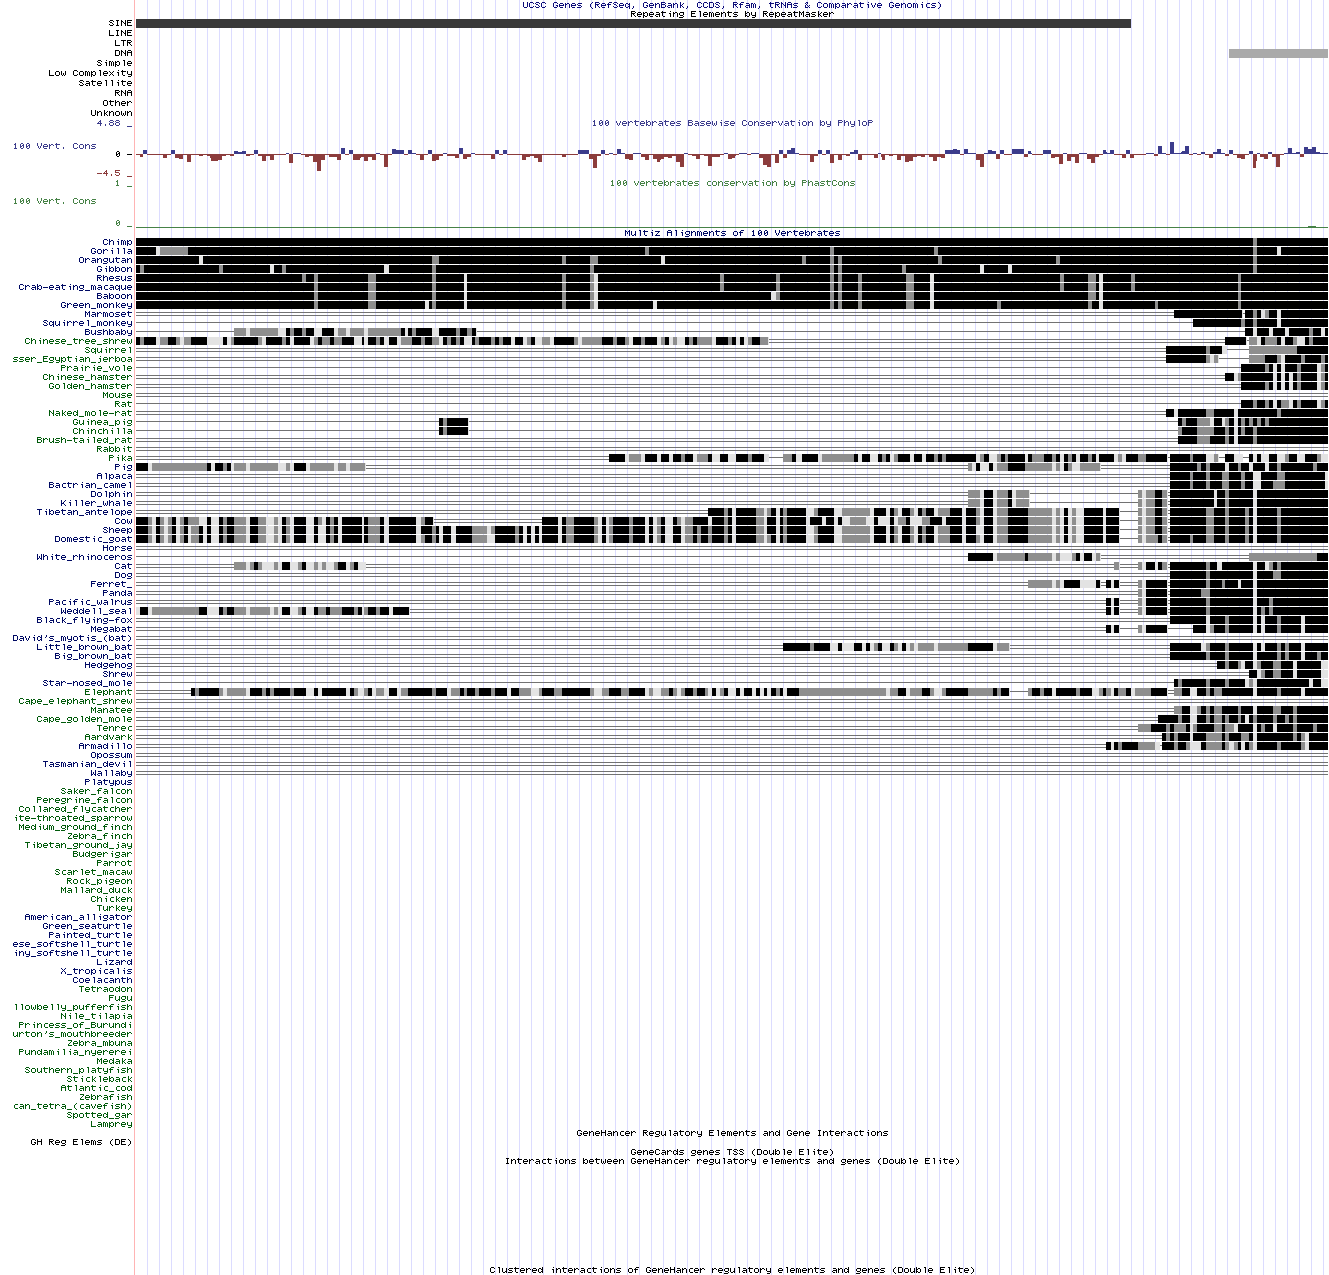 UCSC Genes (RefSeq, GenBank, CCDS, Rfam, tRNAs & Comparative Genomics)
Repeating Elements by RepeatMasker
SINE
LINE
LTR
DNA
Simple
Low Complexity
Satellite
RNA
Other
Unknown
100 vertebrates Basewise Conservation by PhyloP
4.88 _
100 Vert. Cons
0 _
-4.5 _
100 vertebrates conservation by PhastCons
1 _
100 Vert. Cons
0 _
Multiz Alignments of 100 Vertebrates
Chimp
Gorilla
Orangutan
Gibbon
Rhesus
Crab-eating_macaque
Baboon
Green_monkey
Marmoset
Squirrel_monkey
Bushbaby
Chinese_tree_shrew
Squirrel
sser_Egyptian_jerboa
Prairie_vole
Chinese_hamster
Golden_hamster
Mouse
Rat
Naked_mole-rat
Guinea_pig
Chinchilla
Brush-tailed_rat
Rabbit
Pika
Pig
Alpaca
Bactrian_camel
Dolphin
Killer_whale
Tibetan_antelope
Cow
Sheep
Domestic_goat
Horse
White_rhinoceros
Cat
Dog
Ferret_
Panda
Pacific_walrus
Weddell_seal
Black_flying-fox
Megabat
David's_myotis_(bat)
Little_brown_bat
Big_brown_bat
Hedgehog
Shrew
Star-nosed_mole
Elephant
Cape_elephant_shrew
Manatee
Cape_golden_mole
Tenrec
Aardvark
Armadillo
Opossum
Tasmanian_devil
Wallaby
Platypus
Saker_falcon
Peregrine_falcon
Collared_flycatcher
ite-throated_sparrow
Medium_ground_finch
Zebra_finch
Tibetan_ground_jay
Budgerigar
Parrot
Scarlet_macaw
Rock_pigeon
Mallard_duck
Chicken
Turkey
American_alligator
Green_seaturtle
Painted_turtle
ese_softshell_turtle
iny_softshell_turtle
Lizard
X_tropicalis
Coelacanth
Tetraodon
Fugu
llowbelly_pufferfish
Nile_tilapia
Princess_of_Burundi
urton's_mouthbreeder
Zebra_mbuna
Pundamilia_nyererei
Medaka
Southern_platyfish
Stickleback
Atlantic_cod
Zebrafish
can_tetra_(cavefish)
Spotted_gar
Lamprey
GeneHancer Regulatory Elements and Gene Interactions
GH Reg Elems (DE)
GeneCards genes TSS (Double Elite)
Interactions between GeneHancer regulatory elements and genes (Double Elite)
Clustered interactions of GeneHancer regulatory elements and genes (Double Elite)